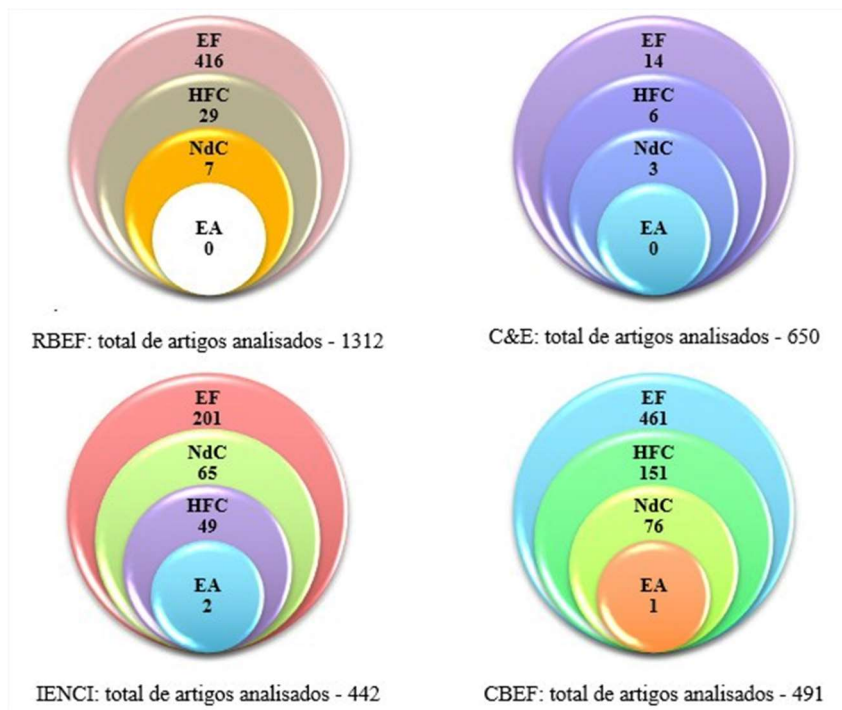 EF
416
HFC
29
NdC
7
EA
0
RBEF: total de artigos analisados - 1312
EF
14
HFC
6
NdC
3
EA
0
C&E: total de artigos analisados - 650
EF
201
NdC
65
HFC
49
EA
2
IENCI: total de artigos analisados - 442
EF
461
HFC
151
NdC
76
EA
1
CBEF: total de artigos analisados - 491